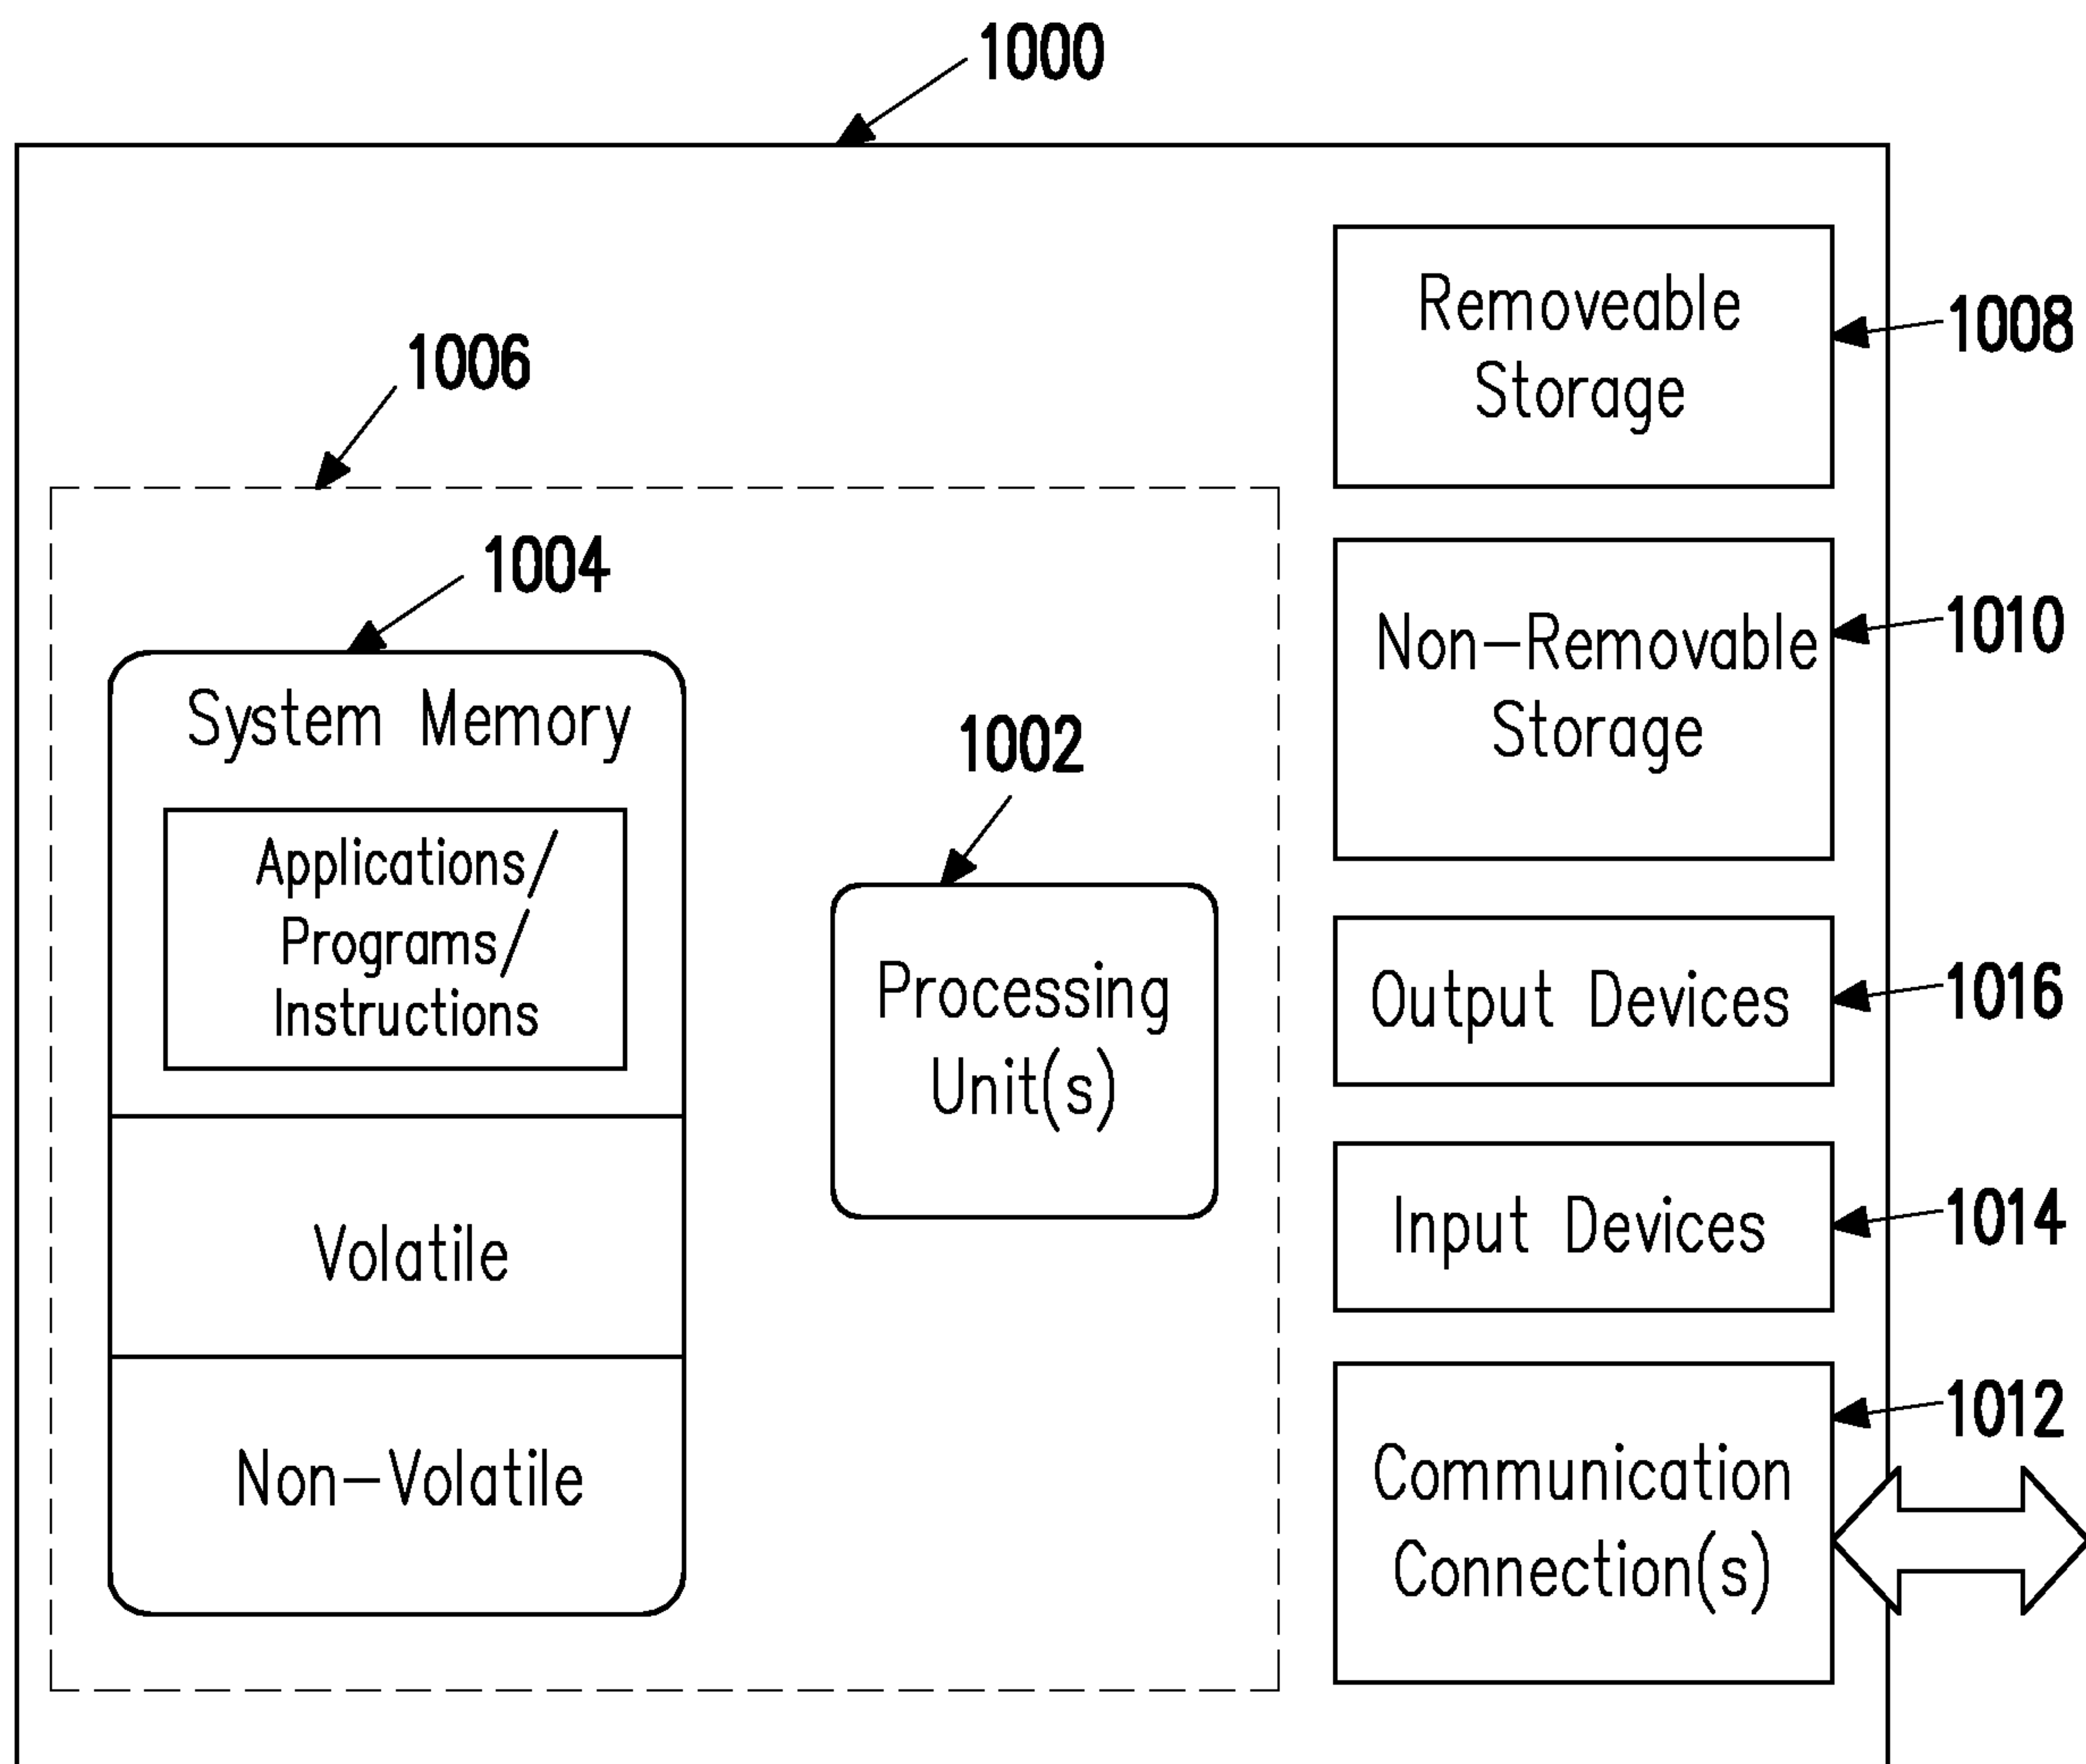 1000
Removeable
Storage
1008
1006
Non-Removable
Storage
1010
1004
System Memory
Applications/
Programs/
Instructions
Volatile
Non-Volatile
1002
Processing
Unit(s)
Output Devices
1016
Input Devices
1014
Communication
Connection(s)
1012